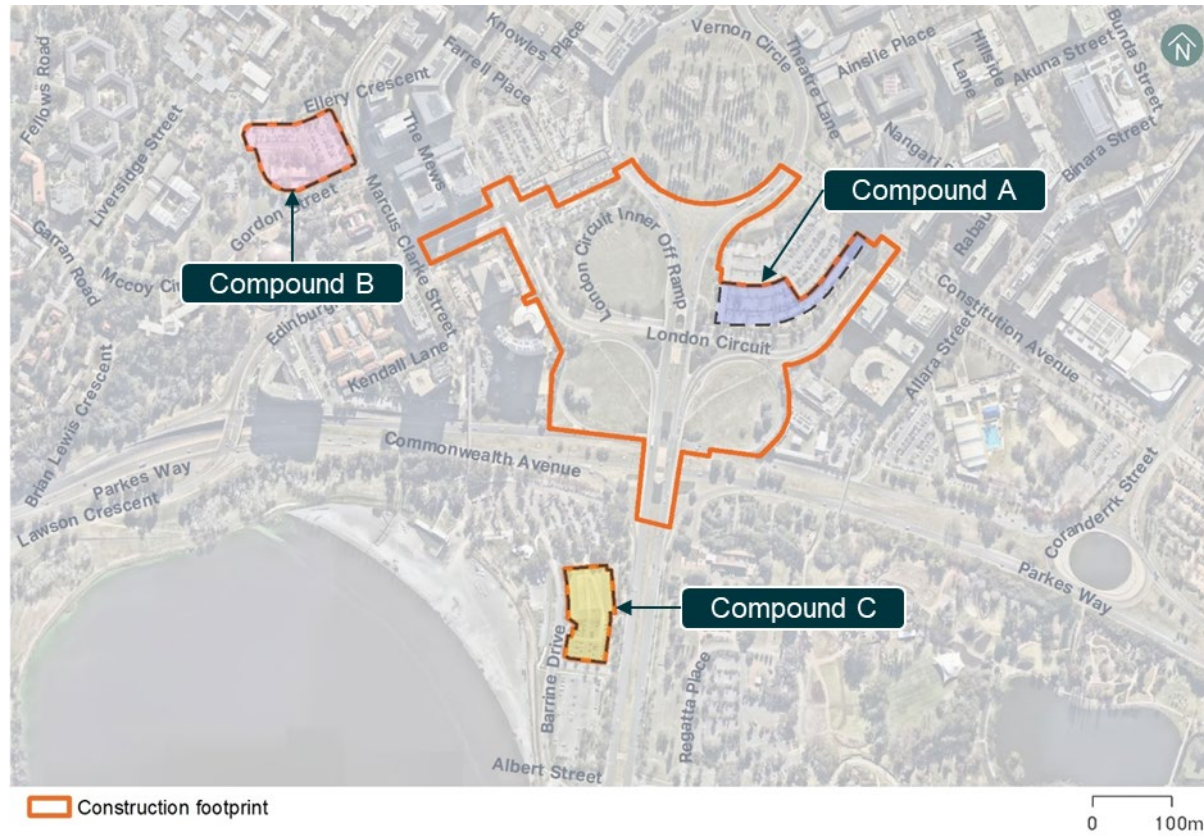 Knowles Place
Vernon Circle
Farrell Place
Theatre Lane
Ainslie Place
Hillside
Lane
Akuna Street
Bunda Street
N
Fellows Road
Ellery Crescent
The Mews
Liversidge Street
Nangari S
Binara Street
Compound A
Gordon Street
Marcus Clarke Street
Garran Road
London Circuit Inner Off Ramp
Rabau
Mccoy Ci
Compound B
Edinburg
Constitution Avenue
London Circuit
Kendall Lane
Allara Street
Brian Lewis Crescent
Commonwealth Avenue
Parkes Way
Lawson Crescent
Coranderrk Street
Parkes Way
Compound C
Barrine Drive
Regatta Place
Albert Street
Construction footprint
0 100m